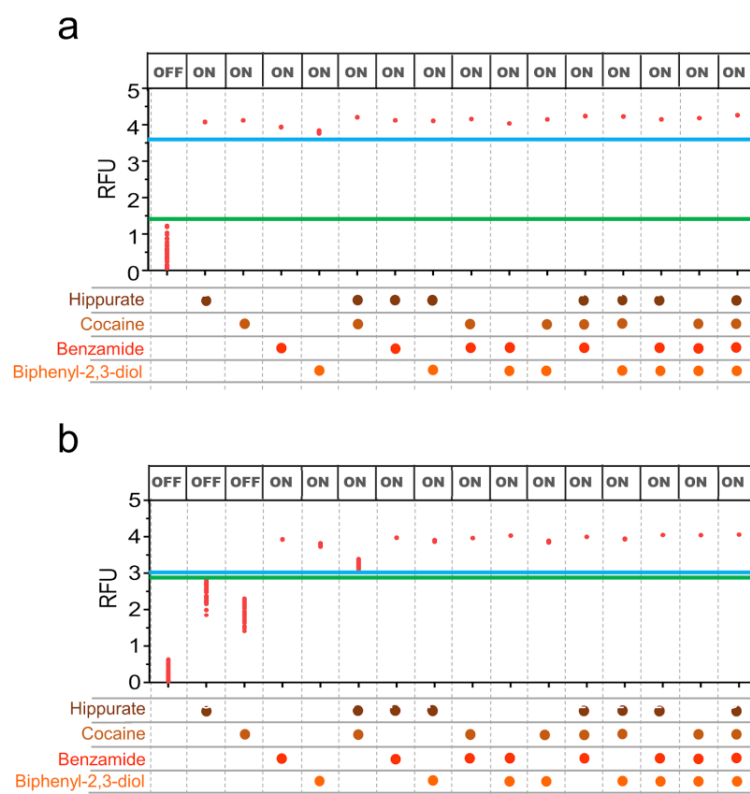 a
OFF ON ON ON ON ON ON ON ON ON ON ON ON ON ON ON
5
4
3
2
1
0
RFU
Hippurate
Cocaine
Benzamide
Biphenyl-2,3-diol
b
OFF OFF OFF ON ON ON ON ON ON ON ON ON ON ON ON ON
5
4
3
2
1
0
RFU
Hippurate
Cocaine
Benzamide
Biphenyl-2,3-diol